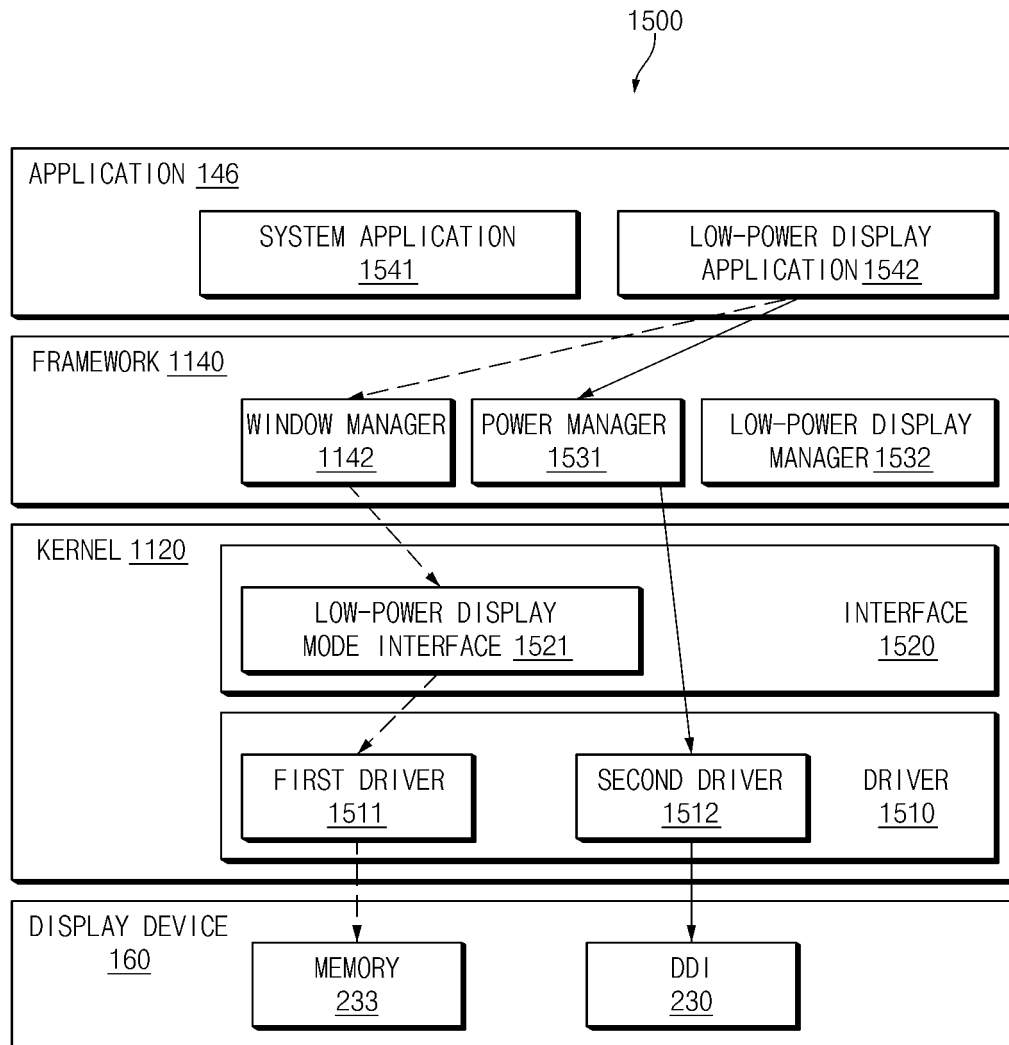 1500
APPLICATION 146
SYSTEM APPLICATION
1541
LOW-POWER DISPLAY
APPLICATION 1542
FRAMEWORK 1140
WINDOW MANAGER
1142
POWER MANAGER
1531
LOW-POWER DISPLAY
MANAGER 1532
KERNEL 1120
LOW-POWER DISPLAY
MODE INTERFACE 1521
INTERFACE
1520
FIRST DRIVER
1511
SECOND DRIVER
1512
DRIVER
1510
DISPLAY DEVICE
160
MEMORY
233
DDI
230